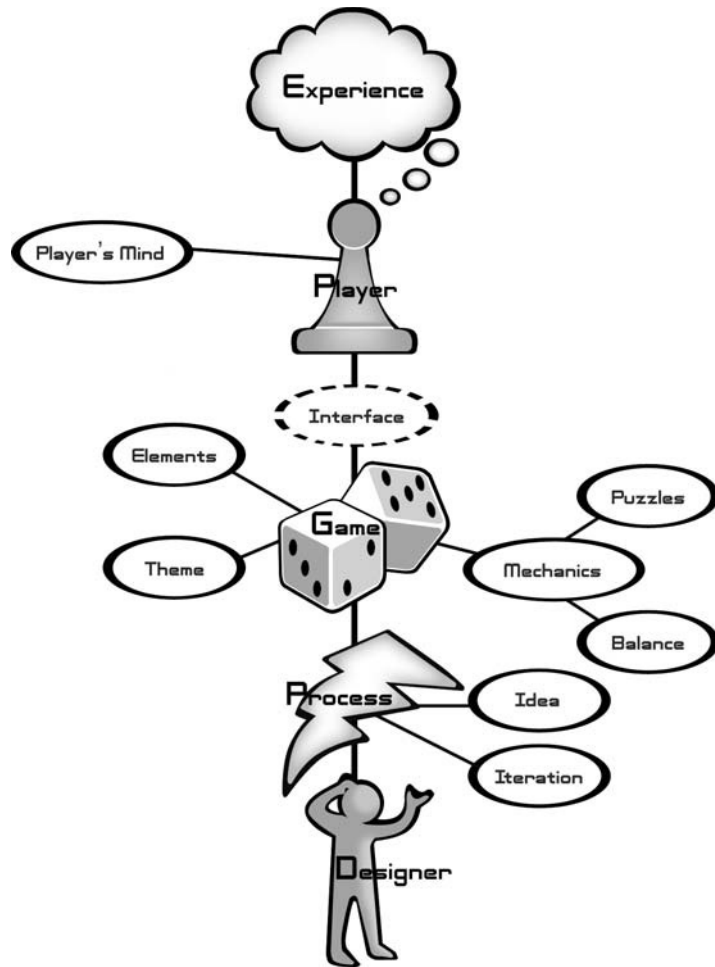 Experience
Player's Mind
Player
Interface
Elements
Game
Puzzles
Theme
Mechanics
Balance
Process
Idea
Iteration
Designer